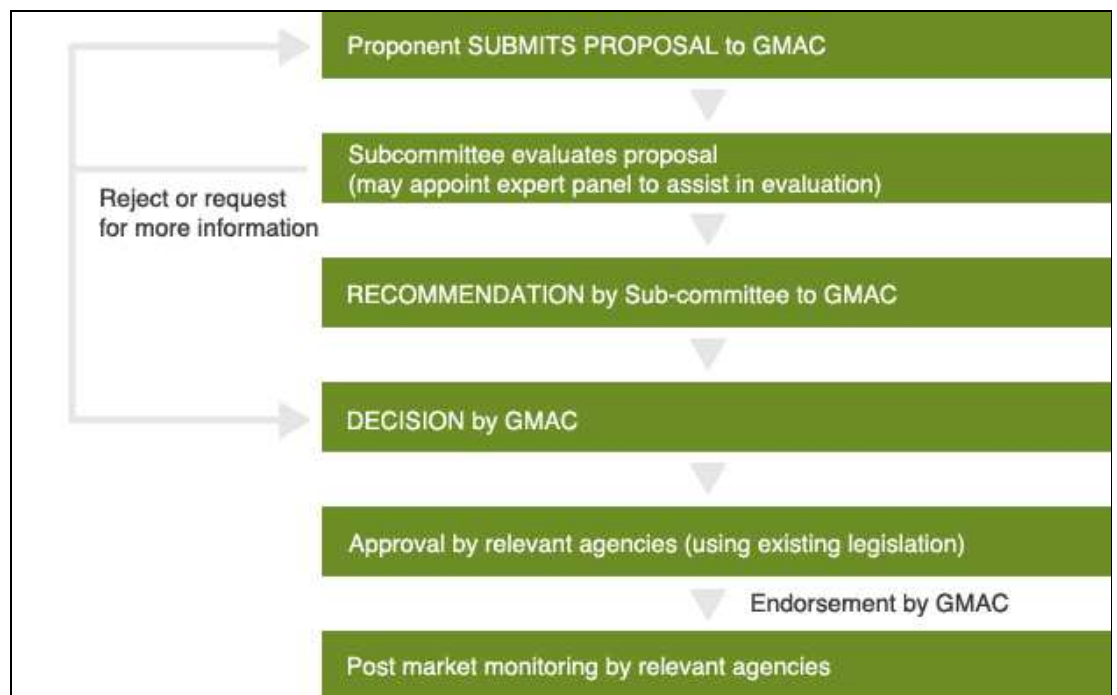 Proponent SUBMITS PROPOSAL to GMAC
Subcommittee evaluates proposal
(may appoint expert panel to assist in evaluation)
Reject or request
for more information
RECOMMENDATION by Sub-committee to GMAC
DECISION by GMAC
Approval by relevant agencies (using existing legislation)
Endorsement by GMAC
Post market monitoring by relevant agencies